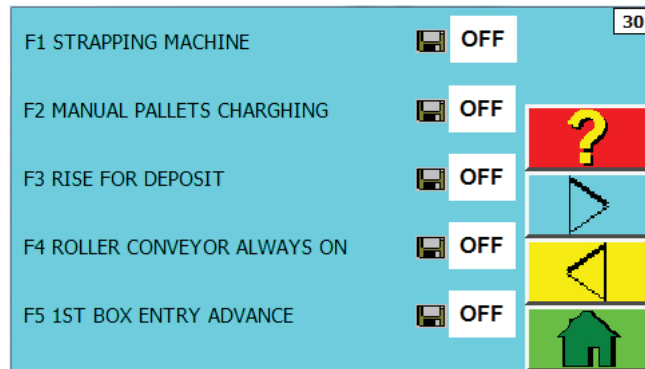 30
F1 STRAPPING MACHINE OFF
F2 MANUAL PALLETS CHARGHING OFF
?
F3 RISE FOR DEPOSIT OFF
F4 ROLLER CONVEYOR ALWAYS ON OFF
F5 1ST BOX ENTRY ADVANCE OFF